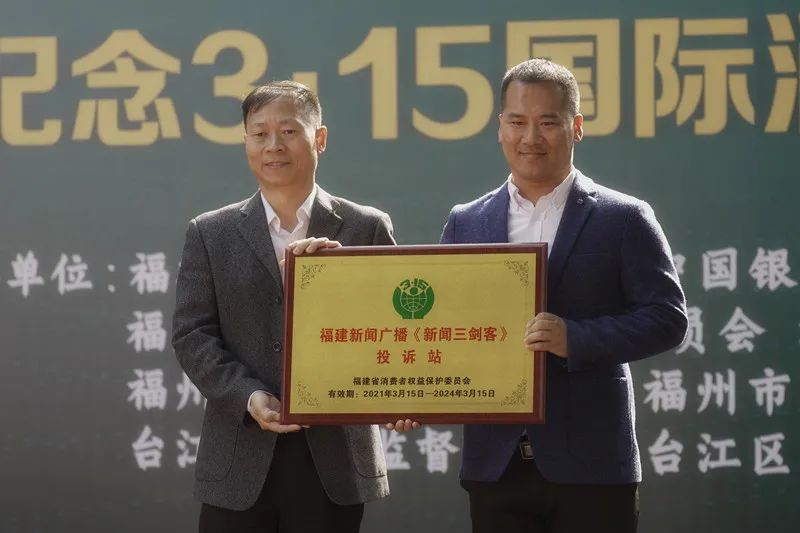 纪念3·15国际消
单位：福
中国银
福
员会
福州
福州市
台江
监督
台江区
3·15
福建新闻广播《新闻三剑客》
投诉站
福建省消费者权益保护委员会
有效期：2021年3月15日—2024年3月15日